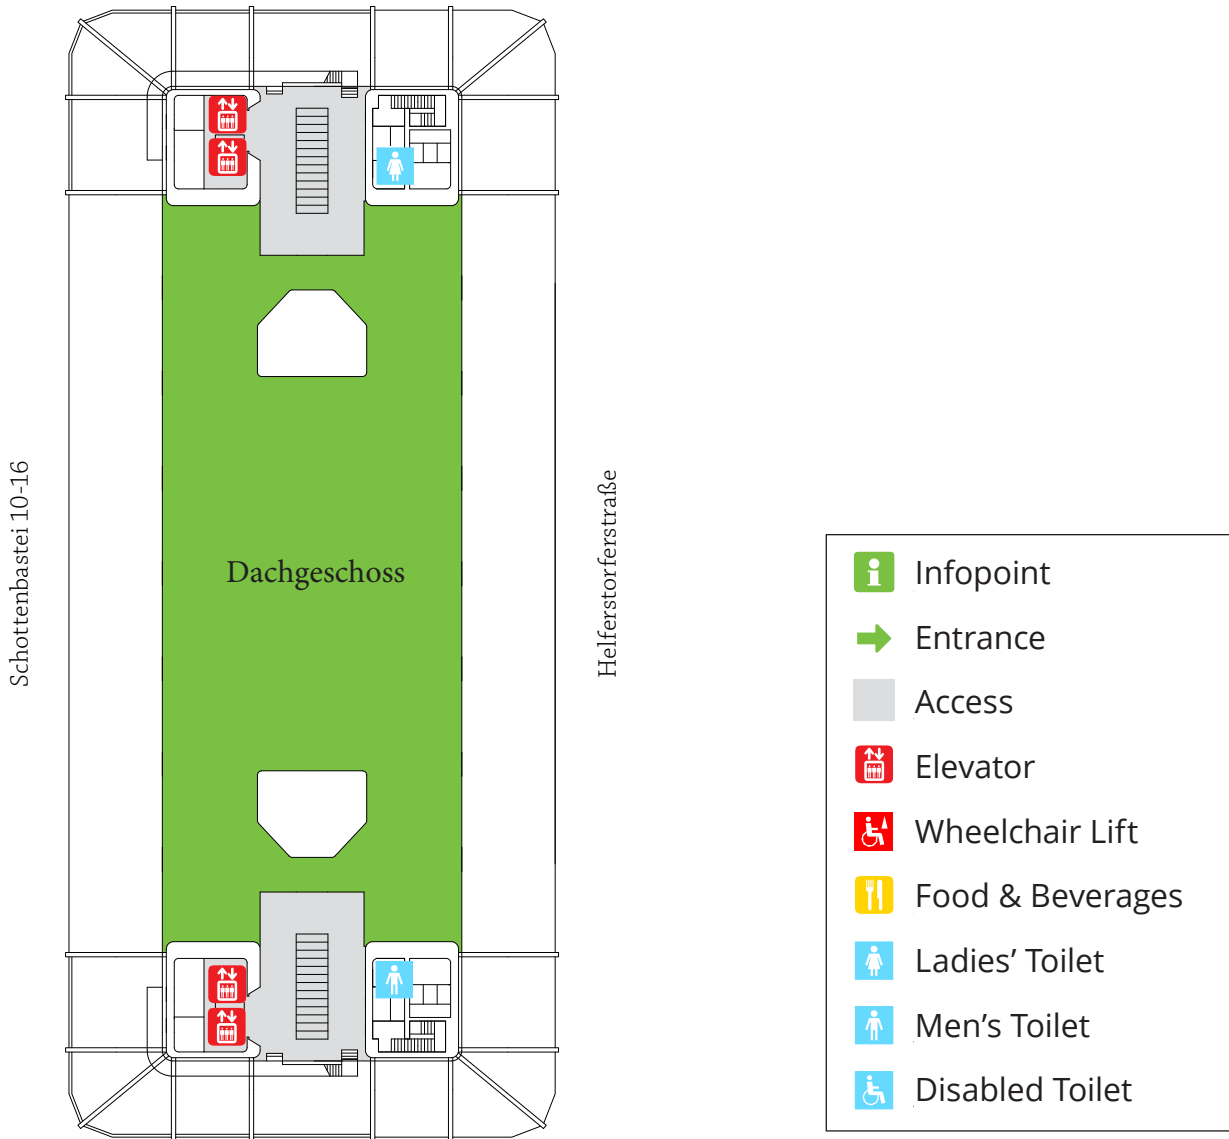 Schottenbastei 10-16
Dachgeschoss
Helferstorferstraße
Infopoint
Entrance
Access
Elevator
Wheelchair Lift
Food & Beverages
Ladies’ Toilet
Men’s Toilet
Disabled Toilet